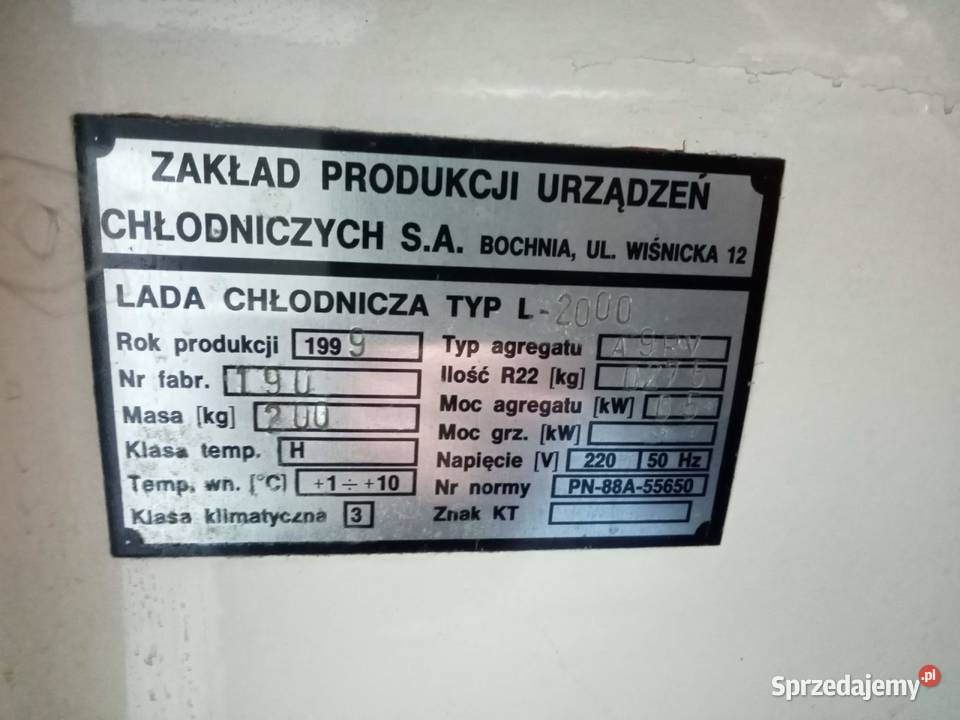 ZAKŁAD PRODUKCJI URZĄDZEŃ
CHŁODNICZYCH S.A. BOCHNIA, UL. WIŚNICKA 12
LADA CHŁODNICZA TYP L-2000
Rok produkcji 1999
Nr fabr. 190
Masa [kg] 200
Klasa temp. H
Temp. wn. [°C] +1 ÷ +10
Klasa klimatyczna 3
Typ agregatu
Ilość R22 [kg]
Moc agregatu [kW]
Moc grz. [kW]
Napięcie [V] 220 50 Hz
Nr normy PN-88A-55650
Znak KT
Sprzedajemy.pl